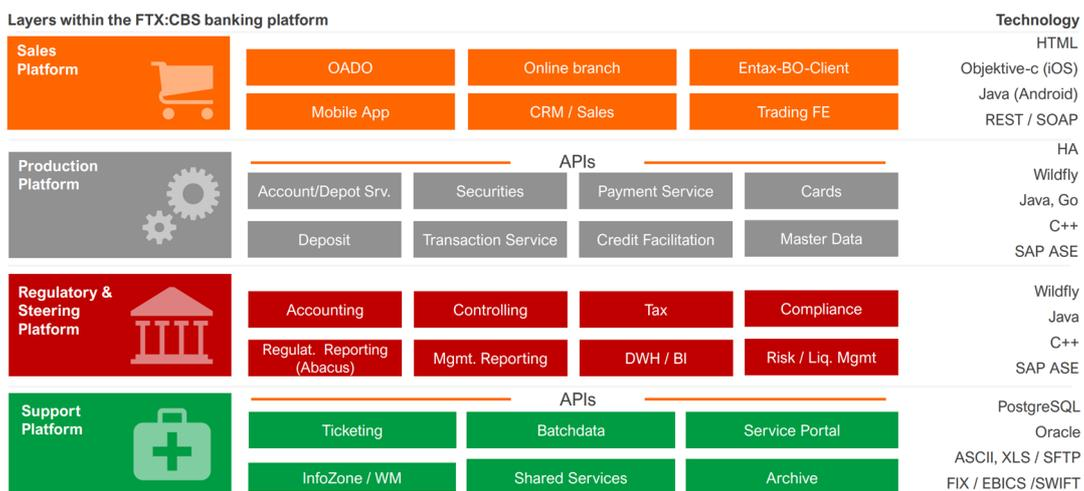 Layers within the FTX:CBS banking platform
Technology
Sales
Platform
OADO
Online branch
Entax-BO-Client
Mobile App
CRM / Sales
Trading FE
HTML
Objektive-c (iOS)
Java (Android)
REST / SOAP
Production
Platform
APIs
Account/Depot Srv.
Securities
Payment Service
Cards
Deposit
Transaction Service
Credit Facilitation
Master Data
HA
Wildfly
Java, Go
C++
SAP ASE
Regulatory &
Steering
Platform
Accounting
Controlling
Tax
Compliance
Regulat. Reporting
(Abacus)
Mgmt. Reporting
DWH / BI
Risk / Liq. Mgmt
Wildfly
Java
C++
SAP ASE
Support
Platform
APIs
Ticketing
Batchdata
Service Portal
InfoZone / WM
Shared Services
Archive
PostgreSQL
Oracle
ASCII, XLS / SFTP
FIX / EBICS /SWIFT